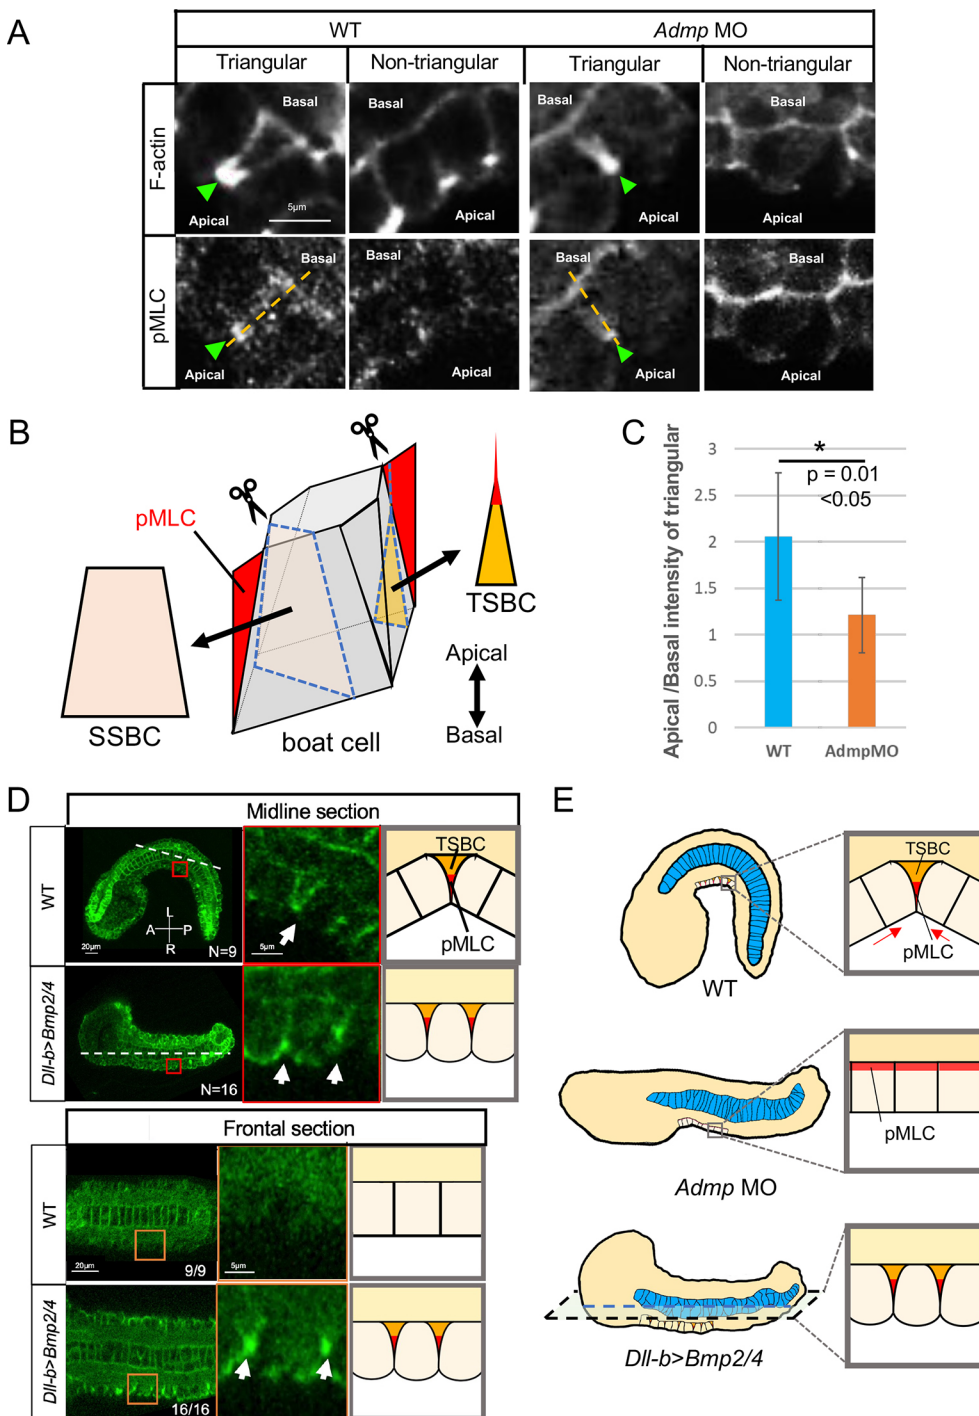 A
WT
Admp MO
Triangular
Non-triangular
Triangular
Non-triangular
F-actin
Basal
Basal
Basal
Basal
Apical
5μm
Apical
Apical
Apical
pMLC
Basal
Basal
Basal
Basal
Apical
Apical
Apical
Apical
B
pMLC
SSBC
boat cell
TSBC
Apical
Basal
C
Apical /Basal intensity of triangular
3
2.5
2
1.5
1
0.5
0
*
p = 0.01
<0.05
WT
AdmpMO
D
Midline section
WT
L
A
P
R
20μm
N=9
5μm
TSBC
pMLC
Dll-b>Bmp2/4
N=16
Frontal section
WT
20μm
9/9
5μm
Dll-b>Bmp2/4
16/16
E
TSBC
pMLC
WT
pMLC
Admp MO
Dll-b>Bmp2/4